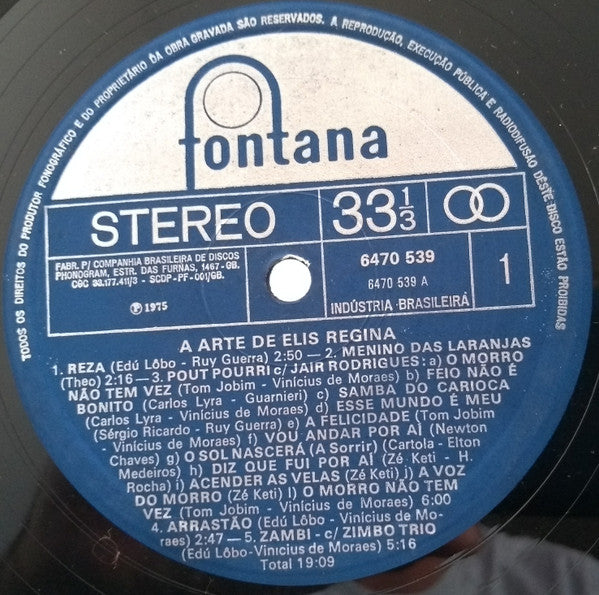 TODOS OS DIREITOS DO PRODUTOR FONOGRÁFICO E DO PROPRIETÁRIO DA OBRA GRAVADA SÃO RESERVADOS. A REPRODUÇÃO, EXECUÇÃO PÚBLICA E RADIODIFUSÃO DÊSTE DISCO ESTÃO PROIBIDAS
fontana
STEREO
33 1/3
FABR. P/ COMPANHIA BRASILEIRA DE DISCOS
PHONOGRAM, ESTR. DAS FURNAS, 1467-GB.
CGC 33.177.411/3 - SCDP-PF-001/GB.
Ⓟ 1975
6470 539
6470 539 A
INDÚSTRIA BRASILEIRA
1
A ARTE DE ELIS REGINA
1. REZA (Edú Lôbo - Ruy Guerra) 2:50 — 2. MENINO DAS LARANJAS
(Theo) 2:16 — 3. POUT POURRI c/ JAIR RODRIGUES: a) O MORRO
NÃO TEM VEZ (Tom Jobim - Vinícius de Moraes) b) FEIO NÃO É
BONITO (Carlos Lyra - Guarnieri) c) SAMBA DO CARIOCA
(Carlos Lyra - Vinícius de Moraes) d) ESSE MUNDO É MEU
(Sérgio Ricardo - Ruy Guerra) e) A FELICIDADE (Tom Jobim
- Vinicius de Moraes) f) VOU ANDAR POR AÍ (Newton
Chaves) g) O SOL NASCERÁ (A Sorrir) (Cartola - Elton
Medeiros) h) DIZ QUE FUI POR AÍ (Zé Keti - H.
Rocha) i) ACENDER AS VELAS (Zé Keti) j) A VOZ
DO MORRO (Zé Keti) l) O MORRO NÃO TEM
VEZ (Tom Jobim - Vinicius de Moraes) 6:00
4. ARRASTÃO (Edú Lôbo - Vinicius de Mo-
raes) 2:47 — 5. ZAMBI - c/ ZIMBO TRIO
(Edú Lôbo-Vinicius de Moraes) 5:16
Total 19:09